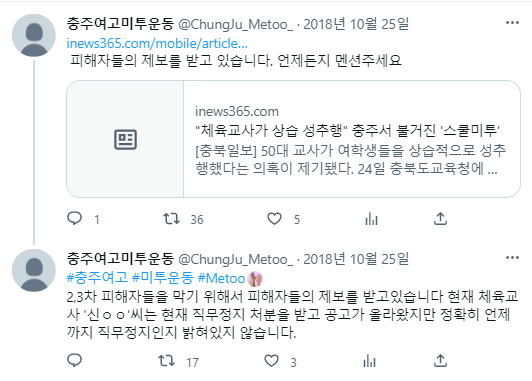 충주여고미투운동 @ChungJu_Metoo_ · 2018년 10월 25일
inews365.com/mobile/article...
피해자들의 제보를 받고 있습니다. 언제든지 멘션주세요
inews365.com
"체육교사가 상습 성추행" 충주서 불거진 '스쿨미투'
[충북일보] 50대 교사가 여학생들을 상습적으로 성추
행했다는 의혹이 제기됐다. 24일 충북도교육청에 ...
1 36 5
충주여고미투운동 @ChungJu_Metoo_ · 2018년 10월 25일
#충주여고 #미투운동 #Metoo
2,3차 피해자들을 막기 위해서 피해자들의 제보를 받고있습니다 현재 체육교
사 '신ㅇㅇ'씨는 현재 직무정지 처분을 받고 공고가 올라왔지만 정확히 언제
까지 직무정지인지 밝혀있지 않습니다.
17 3